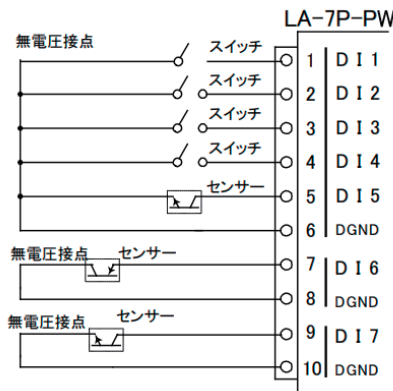 LA-7P-PW
無電圧接点
スイッチ
1 DI1
スイッチ
2 DI2
スイッチ
3 DI3
スイッチ
4 DI4
センサー
5 DI5
6 DGND
無電圧接点 センサー
7 DI6
8 DGND
無電圧接点 センサー
9 DI7
10 DGND